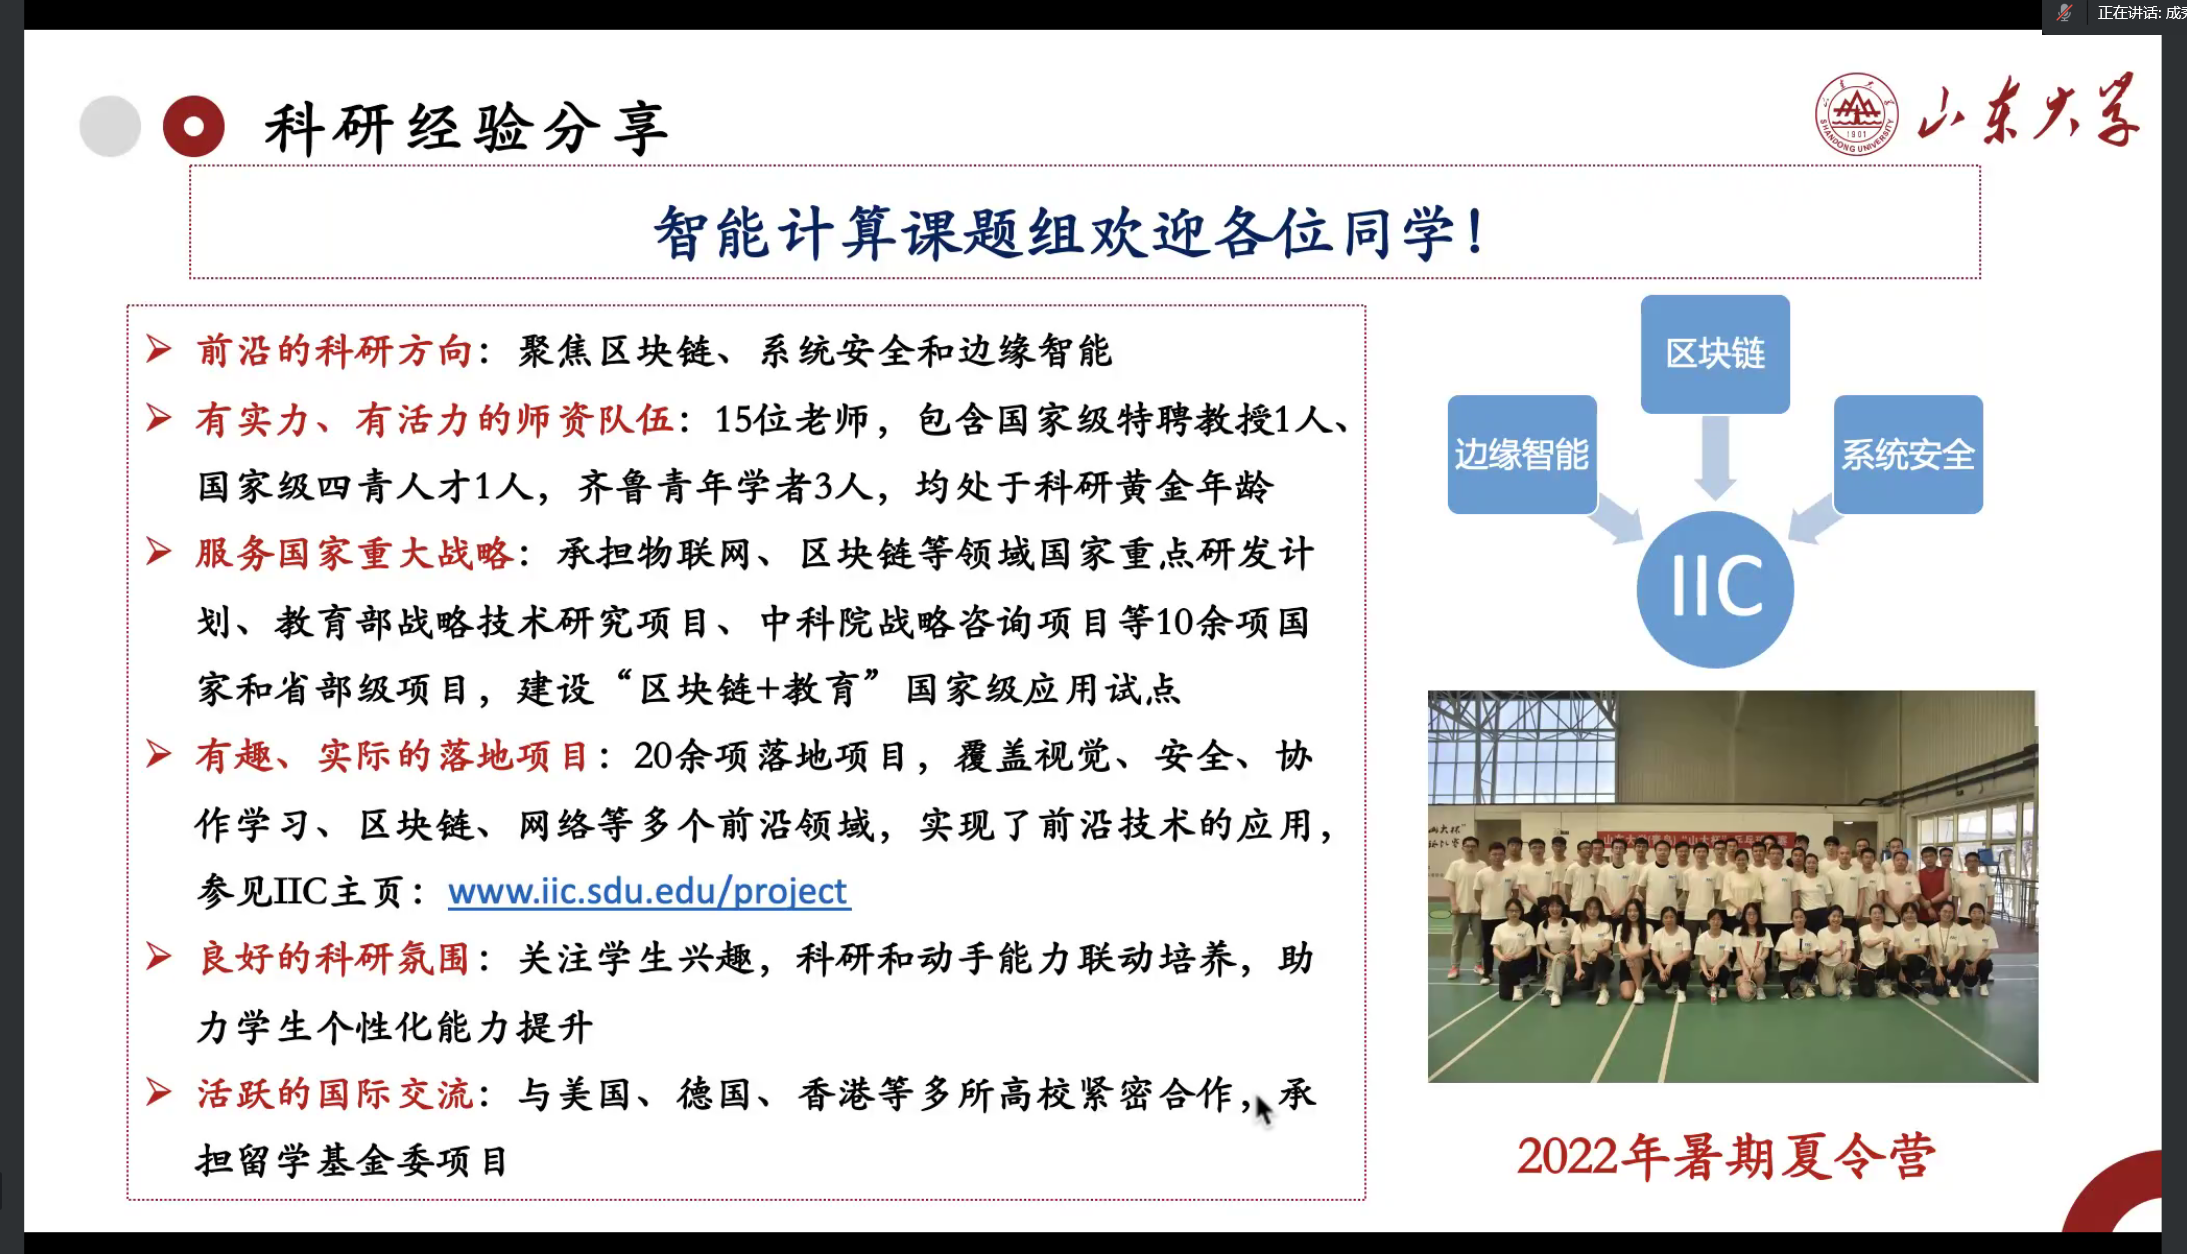 正在讲话: 成
科研经验分享
山东大学
SHANDONG UNIVERSITY
1901
智能计算课题组欢迎各位同学！
前沿的科研方向：聚焦区块链、系统安全和边缘智能
有实力、有活力的师资队伍：15位老师，包含国家级特聘教授1人、
国家级四青人才1人，齐鲁青年学者3人，均处于科研黄金年龄
服务国家重大战略：承担物联网、区块链等领域国家重点研发计
划、教育部战略技术研究项目、中科院战略咨询项目等10余项国
家和省部级项目，建设“区块链+教育”国家级应用试点
有趣、实际的落地项目：20余项落地项目，覆盖视觉、安全、协
作学习、区块链、网络等多个前沿领域，实现了前沿技术的应用，
参见IIC主页：www.iic.sdu.edu/project
良好的科研氛围：关注学生兴趣，科研和动手能力联动培养，助
力学生个性化能力提升
活跃的国际交流：与美国、德国、香港等多所高校紧密合作，承
担留学基金委项目
区块链
边缘智能
系统安全
IIC
2022年暑期夏令营